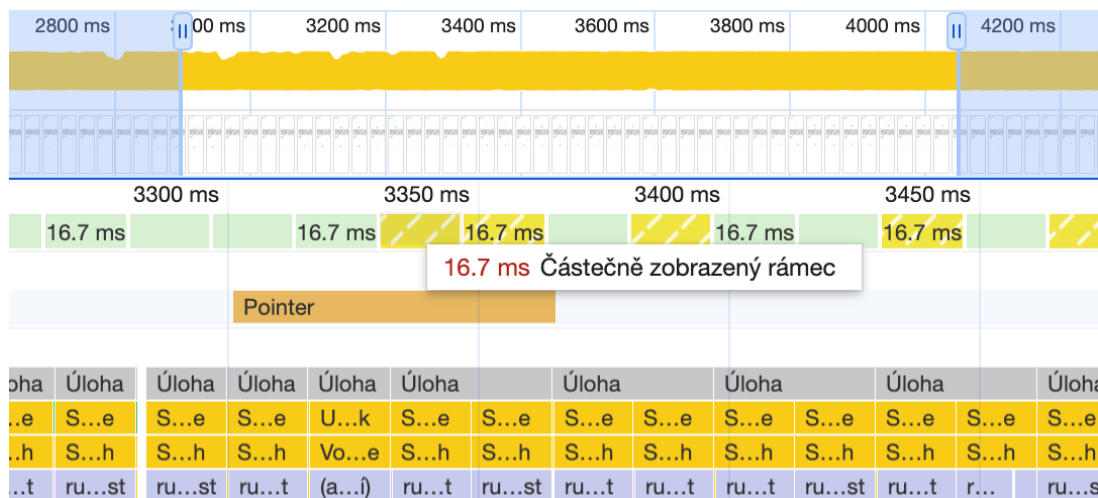 2800 ms 3000 ms 3200 ms 3400 ms 3600 ms 3800 ms 4000 ms 4200 ms
3300 ms 3350 ms 3400 ms 3450 ms
16.7 ms 16.7 ms 16.7 ms 16.7 ms 16.7 ms
16.7 ms Částečně zobrazený rámec
Pointer
oha Úloha Úloha Úloha Úloha Úloha Úloha Úloha Úloha Úloha
...e S...e S...e S...e U...k S...e S...e S...e S...e S...e S...e S...e S...e S...e
...h S...h S...h S...h Vo...e S...h S...h S...h S...h S...h S...h S...h S...h S...h
...t ru...st ru...st ru...t (a...í) ru...t ru...st ru...t ru...t ru...t ru...st ru...t r... ru...s